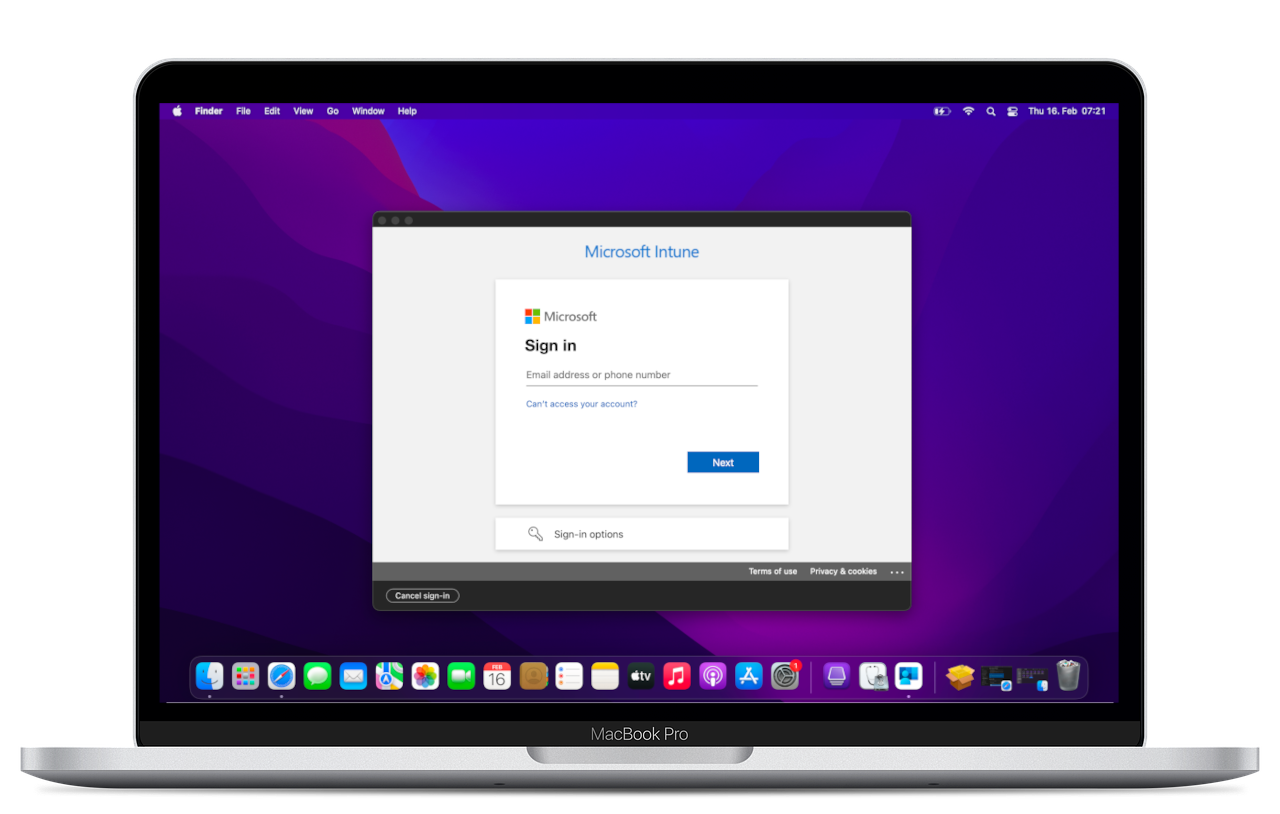 Finder File Edit View Go Window Help Thu 16. Feb 07:21
Microsoft Intune
Microsoft
Sign in
Email address or phone number
Can't access your account?
Next
Sign-in options
Terms of use Privacy & cookies ...
Cancel sign-in
FEB
16
tv
1
MacBook Pro